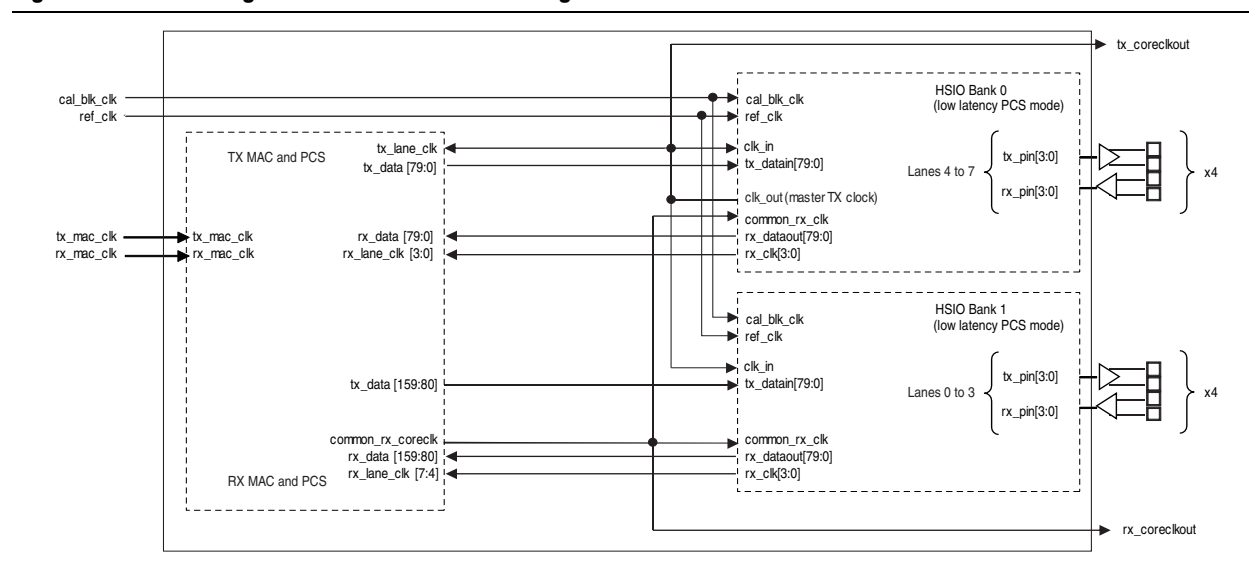 tx_coreclkout
HSIO Bank 0
(low latency PCS mode)
cal_blk_clk
ref_clk
cal_blk_clk
ref_clk
TX MAC and PCS
tx_lane_clk
tx_data [79:0]
clk_in
tx_datain[79:0]
Lanes 4 to 7
tx_pin[3:0]
rx_pin[3:0]
x4
clk_out (master TX clock)
common_rx_clk
rx_dataout[79:0]
rx_clk[3:0]
tx_mac_clk
rx_mac_clk
tx_mac_clk
rx_mac_clk
rx_data [79:0]
rx_lane_clk [3:0]
HSIO Bank 1
(low latency PCS mode)
cal_blk_clk
ref_clk
clk_in
tx_datain[79:0]
tx_data [159:80]
Lanes 0 to 3
tx_pin[3:0]
rx_pin[3:0]
x4
common_rx_coreclk
rx_data [159:80]
rx_lane_clk [7:4]
RX MAC and PCS
common_rx_clk
rx_dataout[79:0]
rx_clk[3:0]
rx_coreclkout